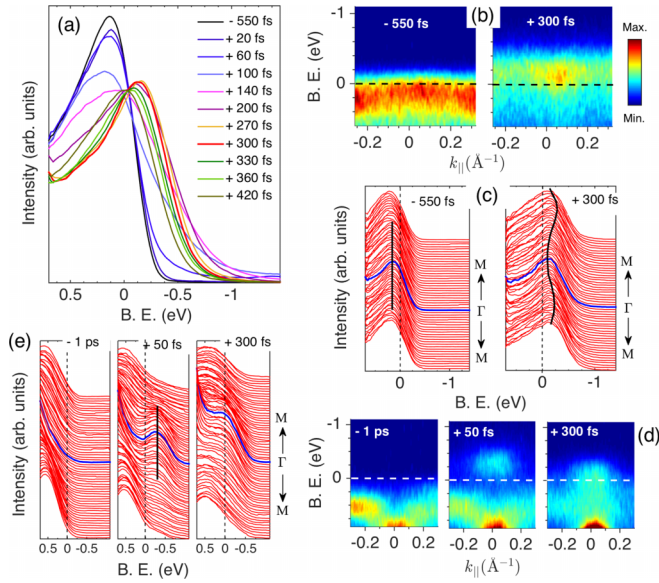 (a)
- 550 fs
+ 20 fs
+ 60 fs
+ 100 fs
+ 140 fs
+ 200 fs
+ 270 fs
+ 300 fs
+ 330 fs
+ 360 fs
+ 420 fs
Intensity (arb. units)
0.5 0 -0.5 -1
B. E. (eV)
(b)
- 550 fs + 300 fs
-1
0
B. E. (eV)
-0.2 0 0.2 -0.2 0 0.2
k||(Å⁻¹)
Max.
Min.
(c)
- 550 fs + 300 fs
Intensity (arb. units)
M
Γ
M
0 -1 0 -1
B. E. (eV)
(e)
- 1 ps + 50 fs + 300 fs
Intensity (arb. units)
M
Γ
M
0.5 0 -0.5 0.5 0 -0.5 0.5 0 -0.5
B. E. (eV)
(d)
- 1 ps + 50 fs + 300 fs
-1
0
B. E. (eV)
-0.2 0 0.2 -0.2 0 0.2 -0.2 0 0.2
k||(Å⁻¹)